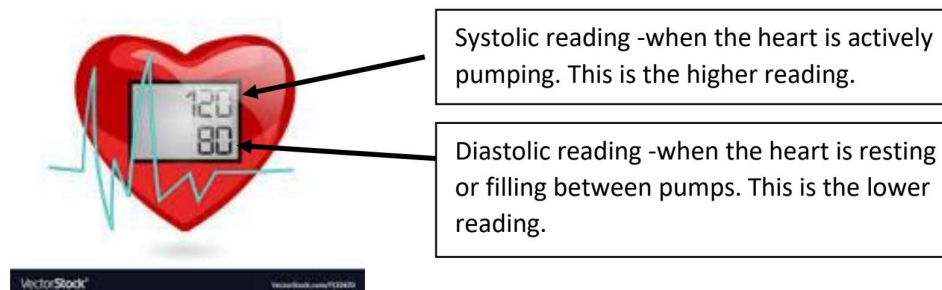 Systolic reading -when the heart is actively
pumping. This is the higher reading.
120
80
Diastolic reading -when the heart is resting
or filling between pumps. This is the lower
reading.
VectorStock®